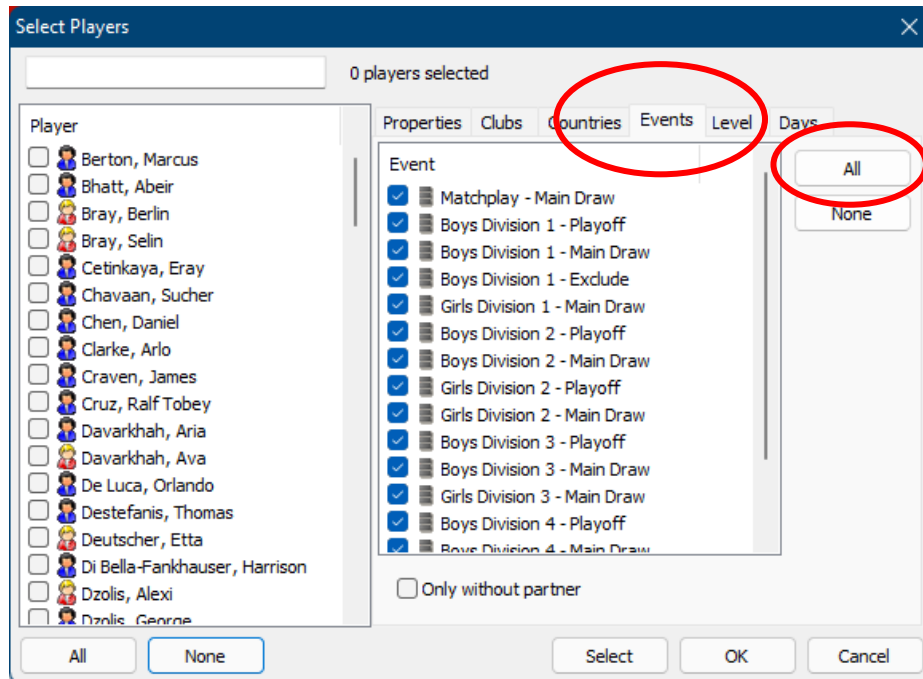 Select Players
0 players selected
Player
Berton, Marcus
Bhatt, Abeir
Bray, Berlin
Bray, Selin
Cetinkaya, Eray
Chavaan, Sucher
Chen, Daniel
Clarke, Arlo
Craven, James
Cruz, Ralf Tobey
Davarkhah, Aria
Davarkhah, Ava
De Luca, Orlando
Destefanis, Thomas
Deutscher, Etta
Di Bella-Fankhauser, Harrison
Dzolis, Alexi
Dzolis, George
Properties Clubs Countries Events Level Days
Event
Matchplay - Main Draw
Boys Division 1 - Playoff
Boys Division 1 - Main Draw
Boys Division 1 - Exclude
Girls Division 1 - Main Draw
Boys Division 2 - Playoff
Boys Division 2 - Main Draw
Girls Division 2 - Playoff
Girls Division 2 - Main Draw
Boys Division 3 - Playoff
Boys Division 3 - Main Draw
Girls Division 3 - Main Draw
Boys Division 4 - Playoff
Boys Division 4 - Main Draw
All
None
Only without partner
All None Select OK Cancel